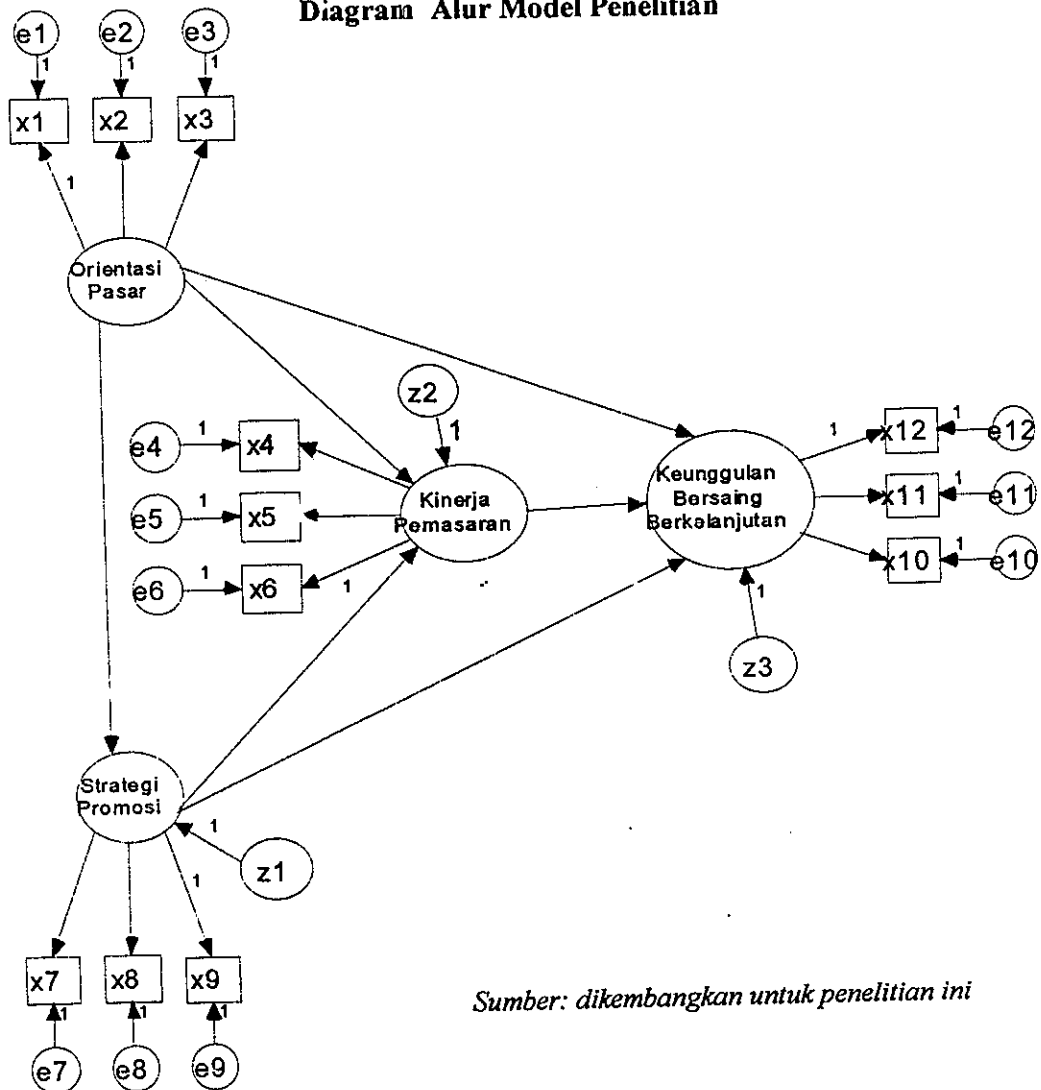 Diagram Alur Model Penelitian
e1 e2 e3
1 1 1
x1 x2 x3
1
Orientasi
Pasar
z2
1
e4 1 x4
e5 1 x5
e6 1 x6
1
Kinerja
Pemasaran
Keunggulan
Bersaing
Berkelanjutan
1 x12 1 e12
x11 1 e11
x10 1 e10
1
z3
Strategi
Promosi
1
z1
1
x7 x8 x9
1 1 1
e7 e8 e9
Sumber: dikembangkan untuk penelitian ini